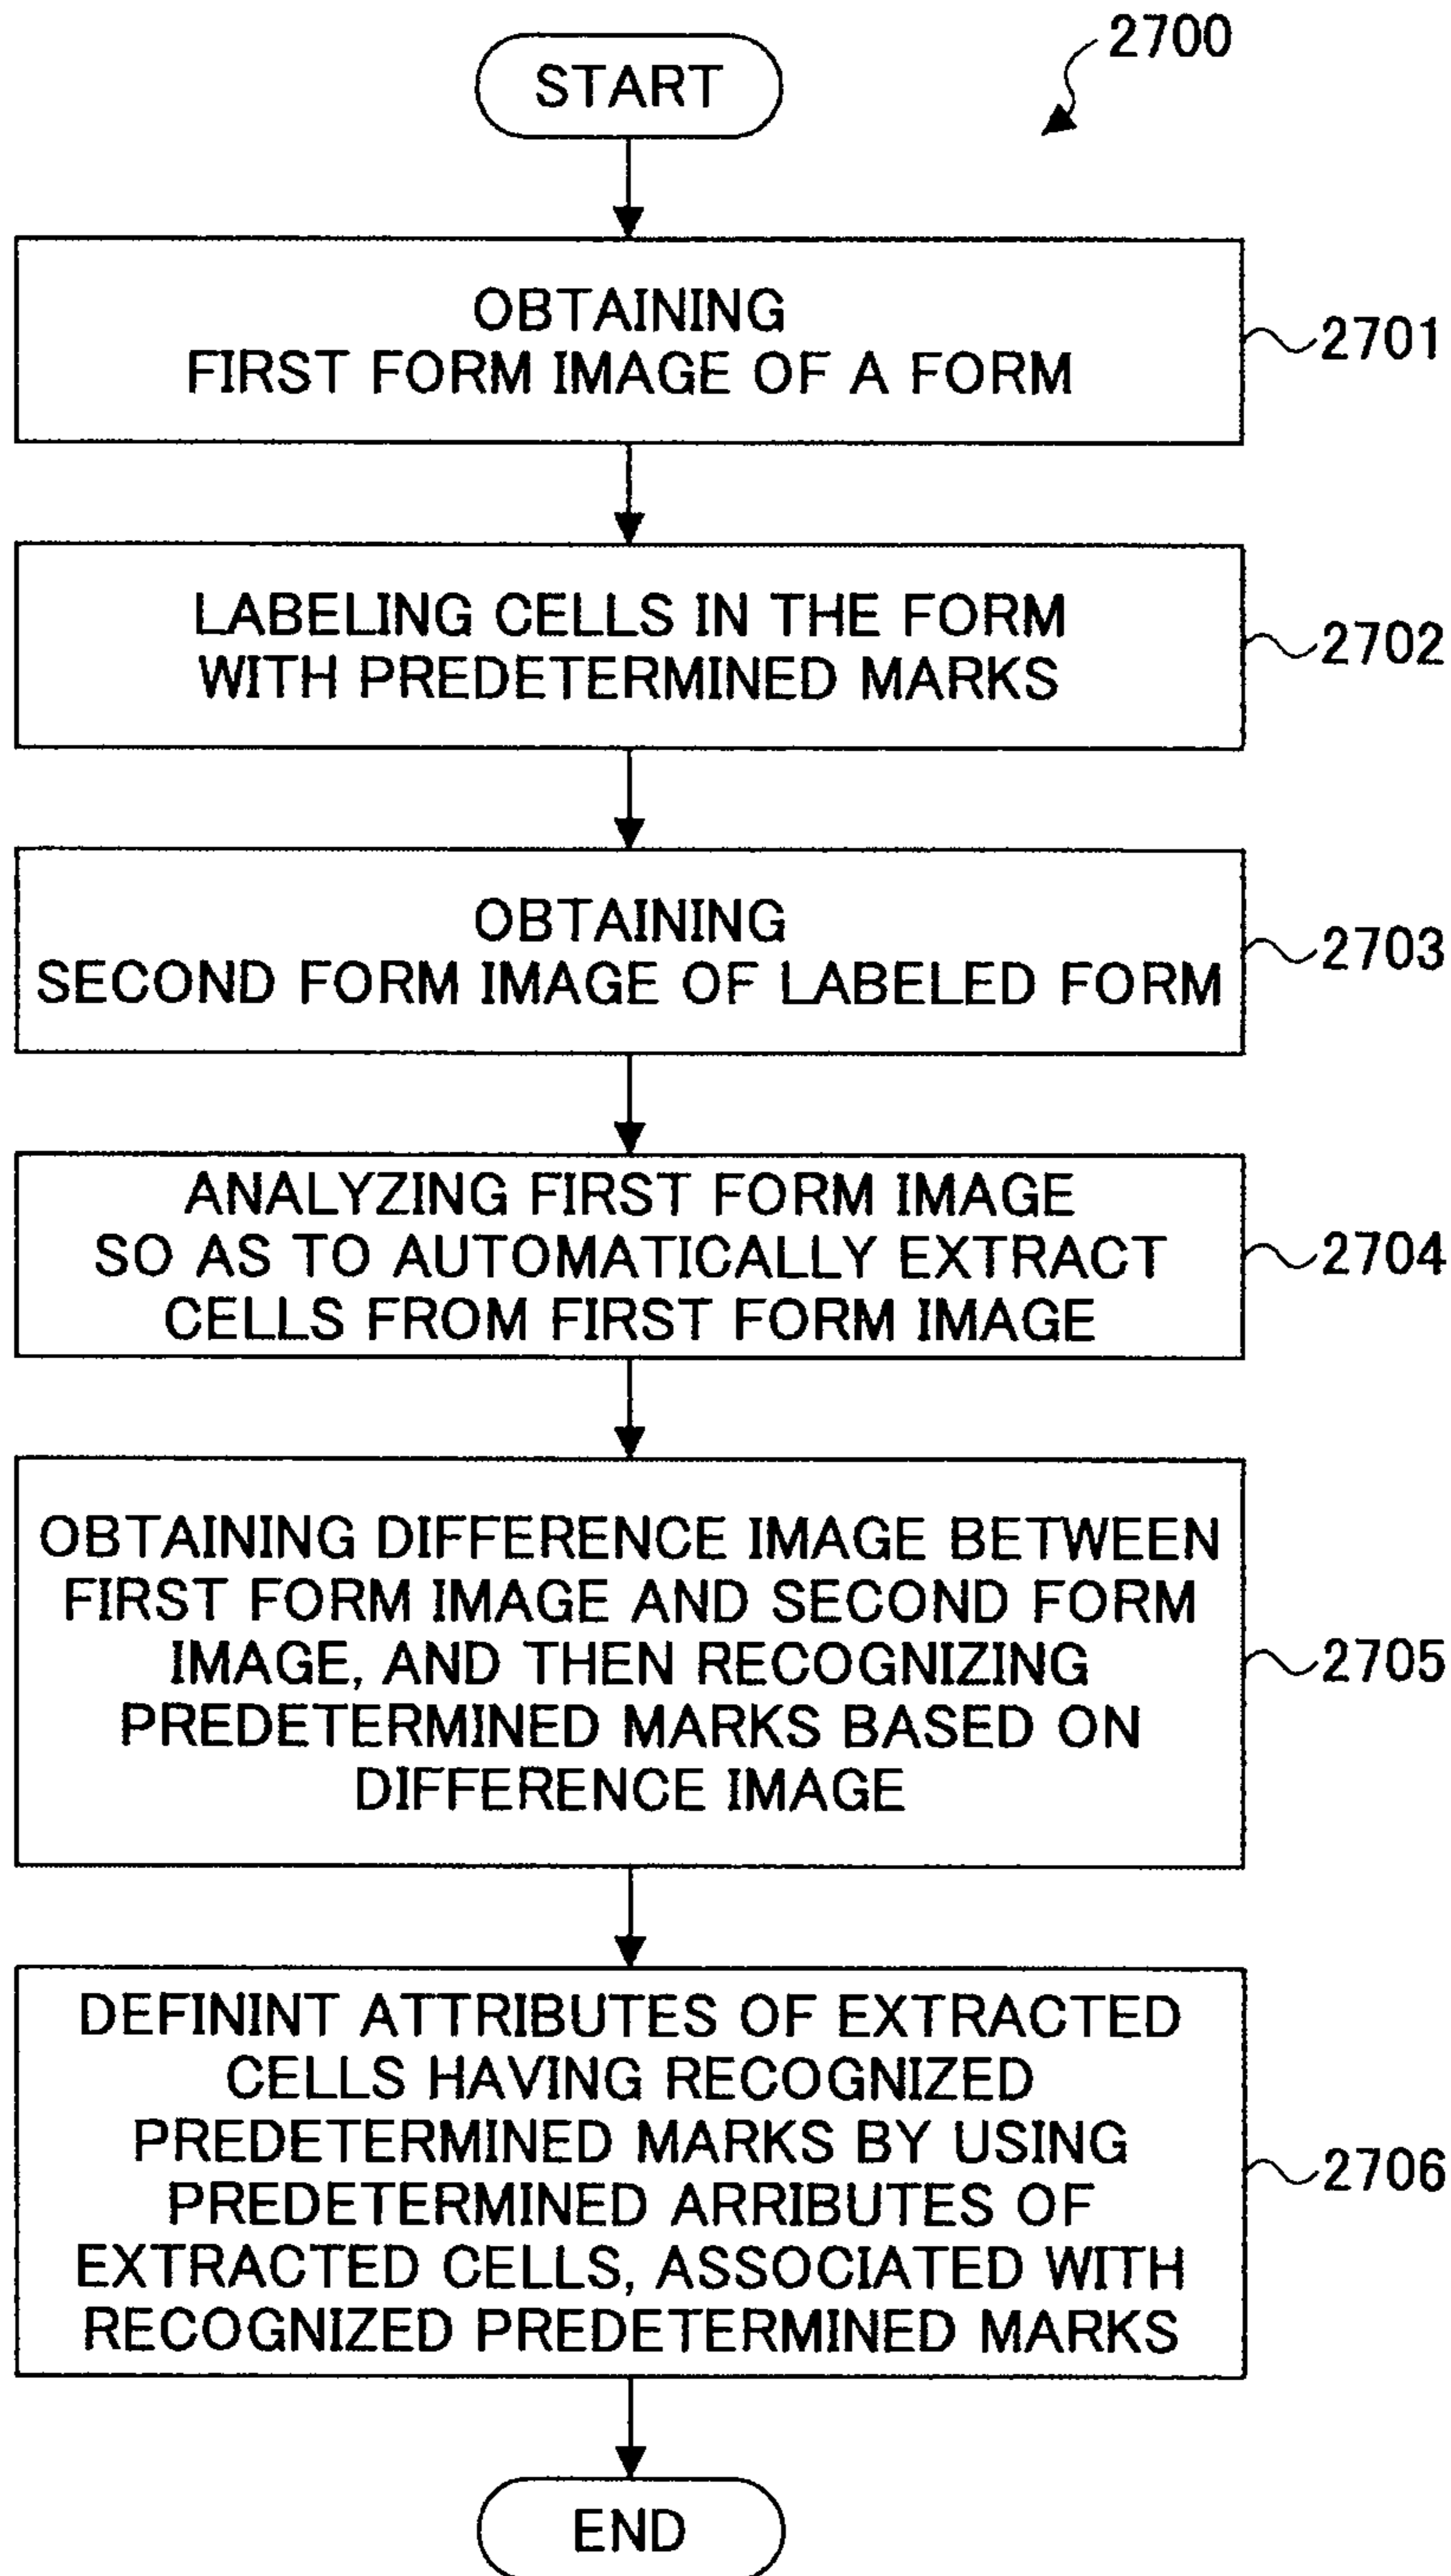 2700
START
OBTAINING
FIRST FORM IMAGE OF A FORM
2701
LABELING CELLS IN THE FORM
WITH PREDETERMINED MARKS
2702
OBTAINING
SECOND FORM IMAGE OF LABELED FORM
2703
ANALYZING FIRST FORM IMAGE
SO AS TO AUTOMATICALLY EXTRACT
CELLS FROM FIRST FORM IMAGE
2704
OBTAINING DIFFERENCE IMAGE BETWEEN
FIRST FORM IMAGE AND SECOND FORM
IMAGE, AND THEN RECOGNIZING
PREDETERMINED MARKS BASED ON
DIFFERENCE IMAGE
2705
DEFININT ATTRIBUTES OF EXTRACTED
CELLS HAVING RECOGNIZED
PREDETERMINED MARKS BY USING
PREDETERMINED ARRIBUTES OF
EXTRACTED CELLS, ASSOCIATED WITH
RECOGNIZED PREDETERMINED MARKS
2706
END